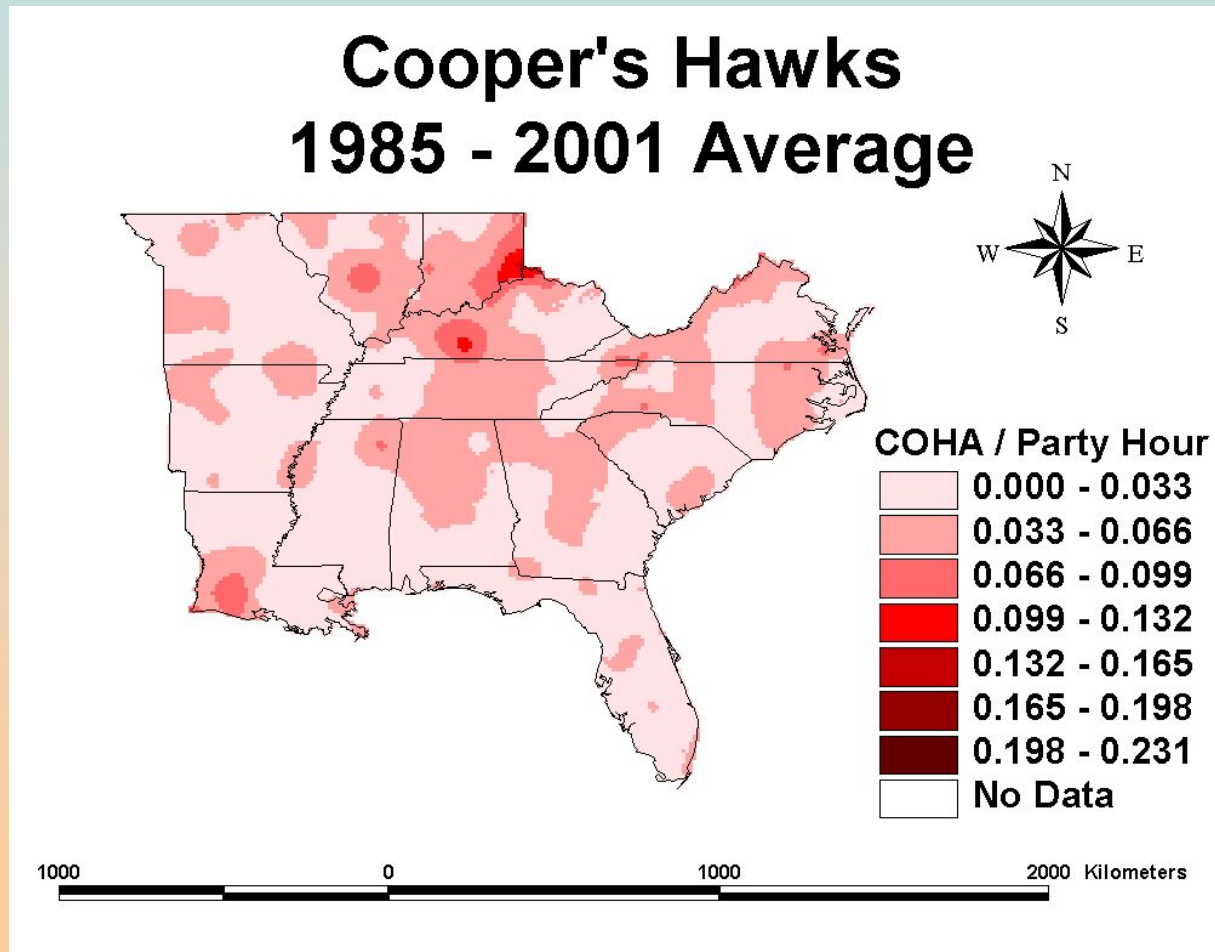 Cooper's Hawks
1985 - 2001 Average
N
W E
S
COHA / Party Hour
0.000 - 0.033
0.033 - 0.066
0.066 - 0.099
0.099 - 0.132
0.132 - 0.165
0.165 - 0.198
0.198 - 0.231
No Data
1000 0 1000 2000 Kilometers